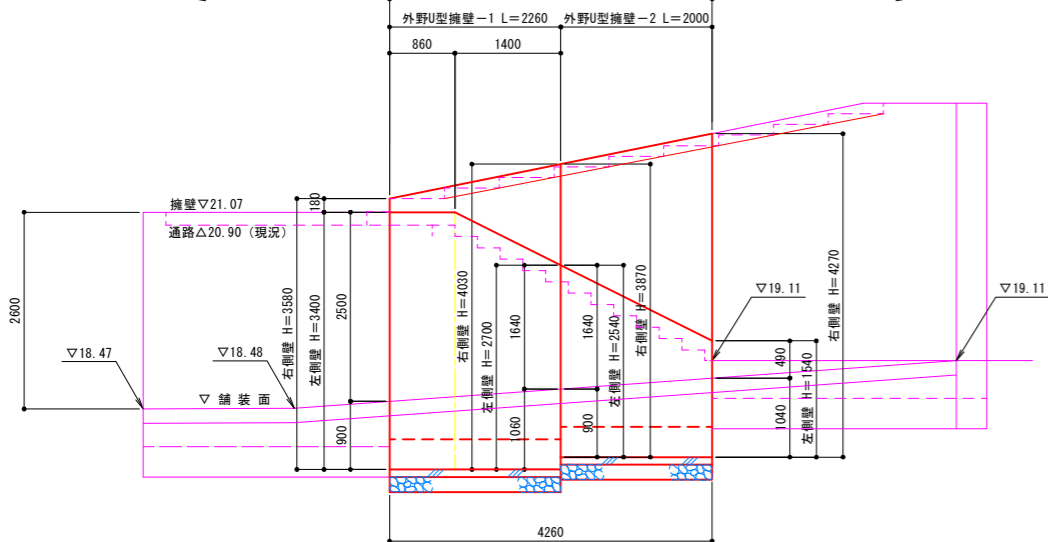 外野U型擁壁－1 L＝2260
外野U型擁壁－2 L＝2000
860
1400
擁壁▽21.07
通路△20.90（現況）
180
2600
▽18.47
▽18.48
▽ 舗 装 面
右側壁 H＝3580
左側壁 H＝3400
2500
900
右側壁 H＝4030
左側壁 H＝2700
1640
1060
1640
900
左側壁 H＝2540
右側壁 H＝3870
▽19.11
490
1040
左側壁 H＝1540
右側壁 H＝4270
▽19.11
4260